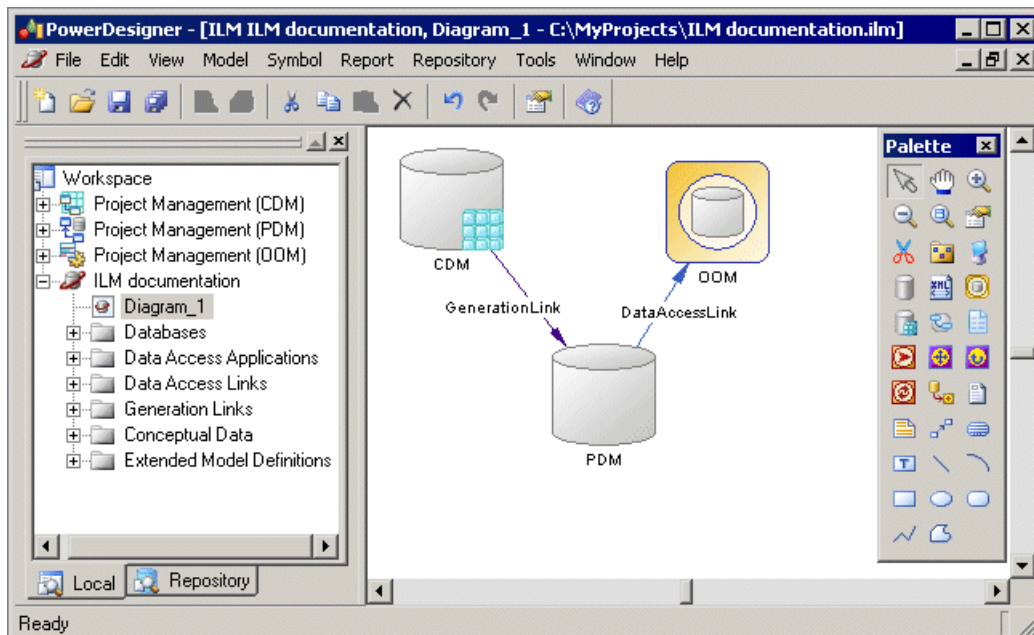 PowerDesigner - [ILM ILM documentation, Diagram_1 - C:\MyProjects\ILM documentation.ilm]
File Edit View Model Symbol Report Repository Tools Window Help
Workspace
Project Management (CDM)
Project Management (PDM)
Project Management (OOM)
ILM documentation
Diagram_1
Databases
Data Access Applications
Data Access Links
Generation Links
Conceptual Data
Extended Model Definitions
Local
Repository
CDM
OOM
GenerationLink
DataAccessLink
PDM
Palette
XML
T
Ready